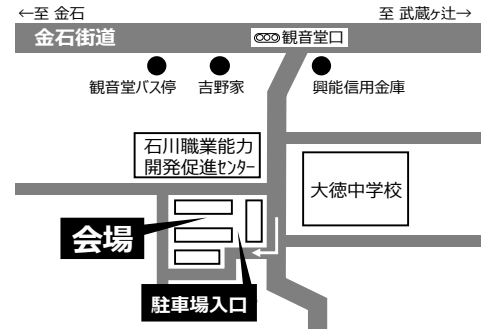 ←至 金石
至 武蔵ヶ辻→
金石街道
観音堂口
観音堂バス停
吉野家
興能信用金庫
石川職業能力
開発促進ｾﾝﾀｰ
大徳中学校
会場
駐車場入口